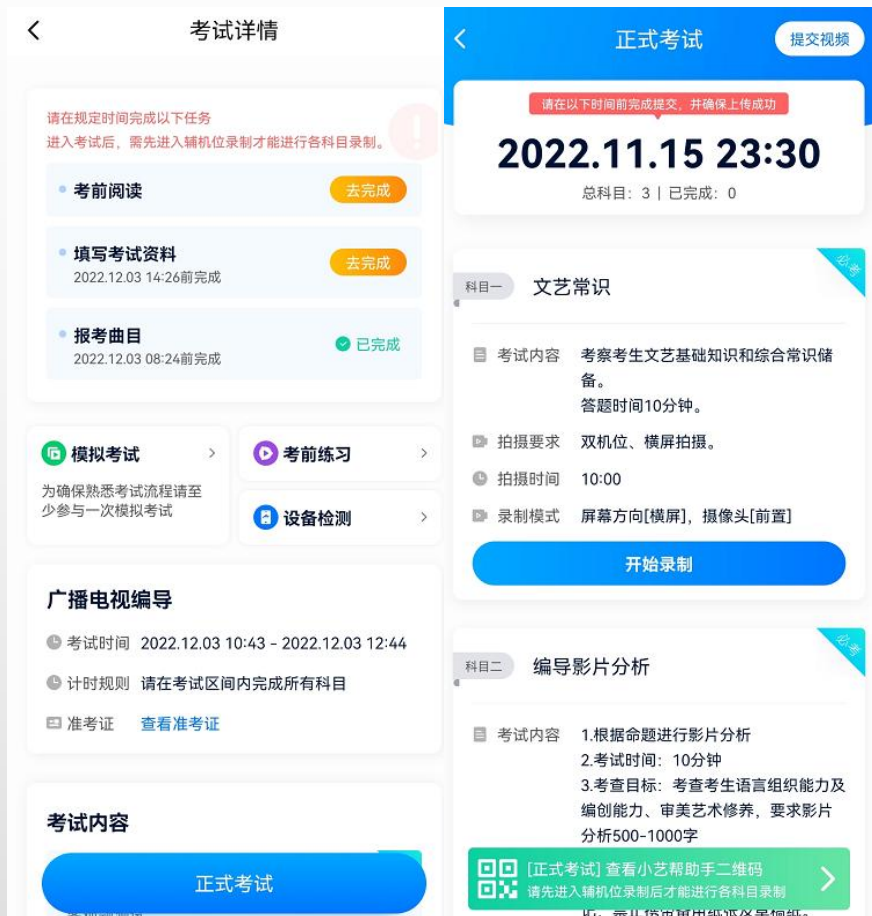 考试详情
请在规定时间完成以下任务
进入考试后，需先进入辅机位录制才能进行各科目录制。
考前阅读
去完成
填写考试资料
2022.12.03 14:26前完成
去完成
报考曲目
2022.12.03 08:24前完成
已完成
模拟考试
为确保熟悉考试流程请至
少参与一次模拟考试
考前练习
设备检测
广播电视编导
考试时间 2022.12.03 10:43 - 2022.12.03 12:44
计时规则 请在考试区间内完成所有科目
准考证 查看准考证
考试内容
正式考试
正式考试
提交视频
请在以下时间前完成提交，并确保上传成功
2022.11.15 23:30
总科目：3 | 已完成：0
必考
科目一 文艺常识
考试内容 考察考生文艺基础知识和综合常识储
备。
答题时间10分钟。
拍摄要求 双机位、横屏拍摄。
拍摄时间 10:00
录制模式 屏幕方向[横屏]，摄像头[前置]
开始录制
必考
科目二 编导影片分析
考试内容 1.根据命题进行影片分析
2.考试时间：10分钟
3.考查目标：考查考生语言组织能力及
编创能力、审美艺术修养，要求影片
分析500-1000字
[正式考试] 查看小艺帮助手二维码
请先进入辅机位录制后才能进行各科目录制